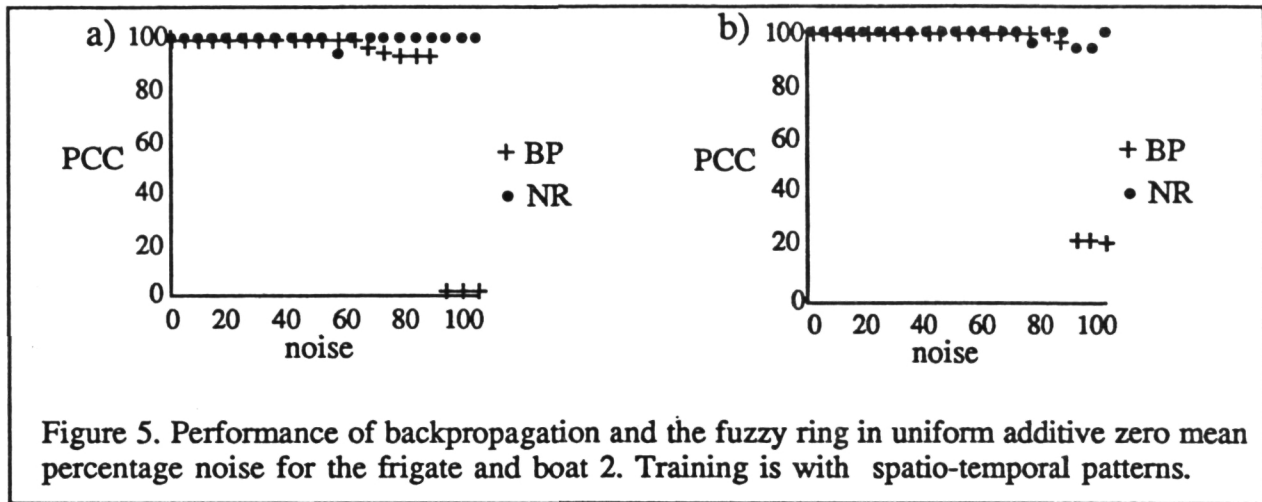 a)
100
80
60
40
20
0
PCC
0 20 40 60 80 100
noise
+ BP
• NR
b)
100
80
60
40
20
0
PCC
0 20 40 60 80 100
noise
+ BP
• NR
Figure 5. Performance of backpropagation and the fuzzy ring in uniform additive zero mean
percentage noise for the frigate and boat 2. Training is with spatio-temporal patterns.